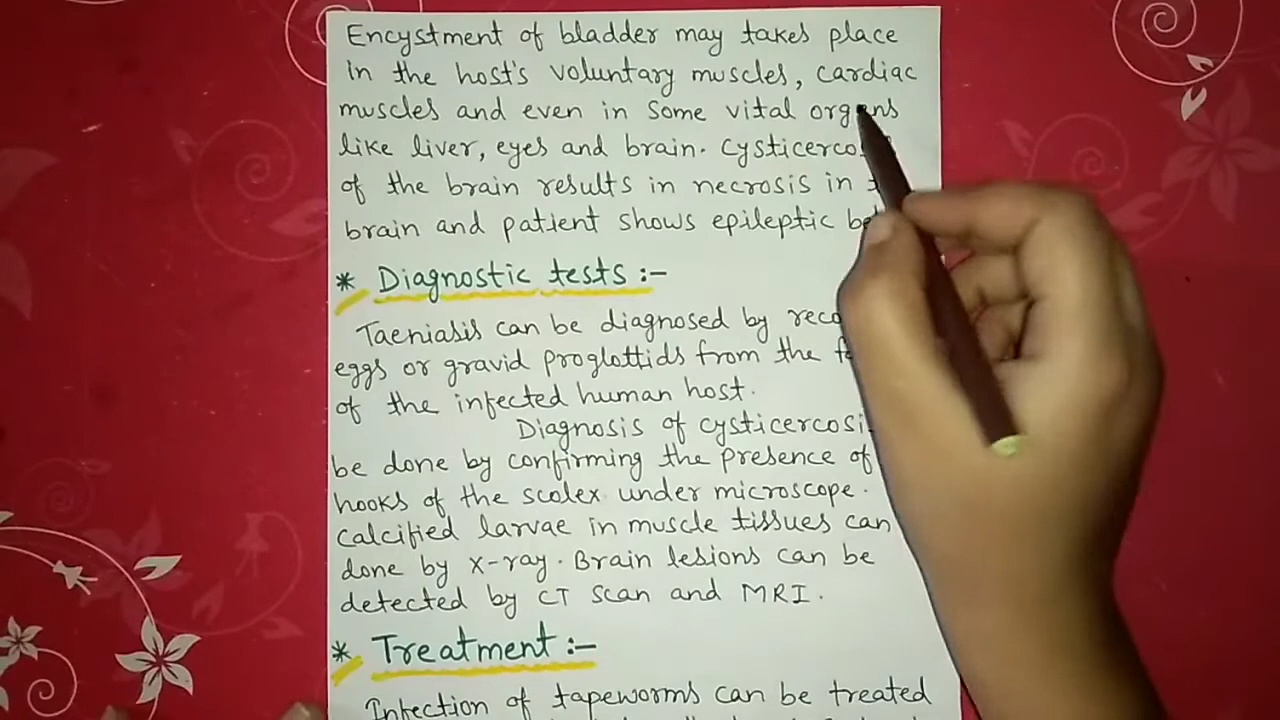 Encystment of bladder may takes place
in the host's voluntary muscles, cardiac
muscles and even in some vital organs
like liver, eyes and brain. Cysticerco
of the brain results in necrosis in
brain and patient shows epileptic
* Diagnostic tests :-
Taeniasis can be diagnosed by
eggs or gravid proglottids from the
of the infected human host.
Diagnosis of cysticercosi
be done by confirming the presence of
hooks of the scolex under microscope.
Calcified larvae in muscle tissues can
done by X-ray. Brain lesions can be
detected by CT Scan and MRI.
* Treatment :-
Infection of tapeworms can be treated